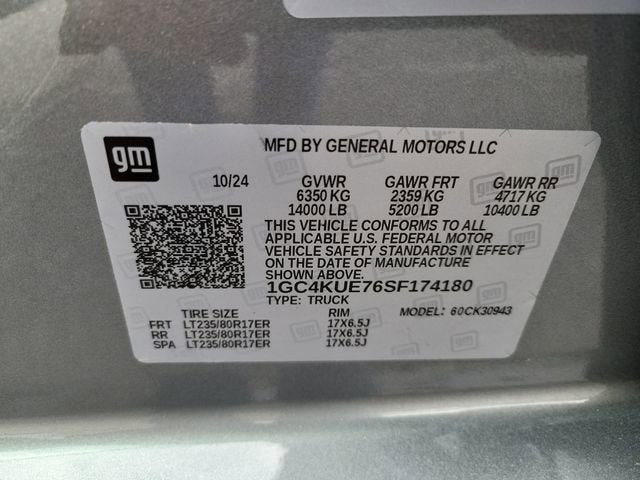 gm
MFD BY GENERAL MOTORS LLC
10/24 GVWR GAWR FRT GAWR RR
6350 KG 2359 KG 4717 KG
14000 LB 5200 LB 10400 LB
THIS VEHICLE CONFORMS TO ALL
APPLICABLE U.S. FEDERAL MOTOR
VEHICLE SAFETY STANDARDS IN EFFECT
ON THE DATE OF MANUFACTURE
SHOWN ABOVE.
1GC4KUE76SF174180
TYPE: TRUCK
TIRE SIZE RIM MODEL: 60CK30943
FRT LT235/80R17ER 17X6.5J
RR LT235/80R17ER 17X6.5J
SPA LT235/80R17ER 17X6.5J